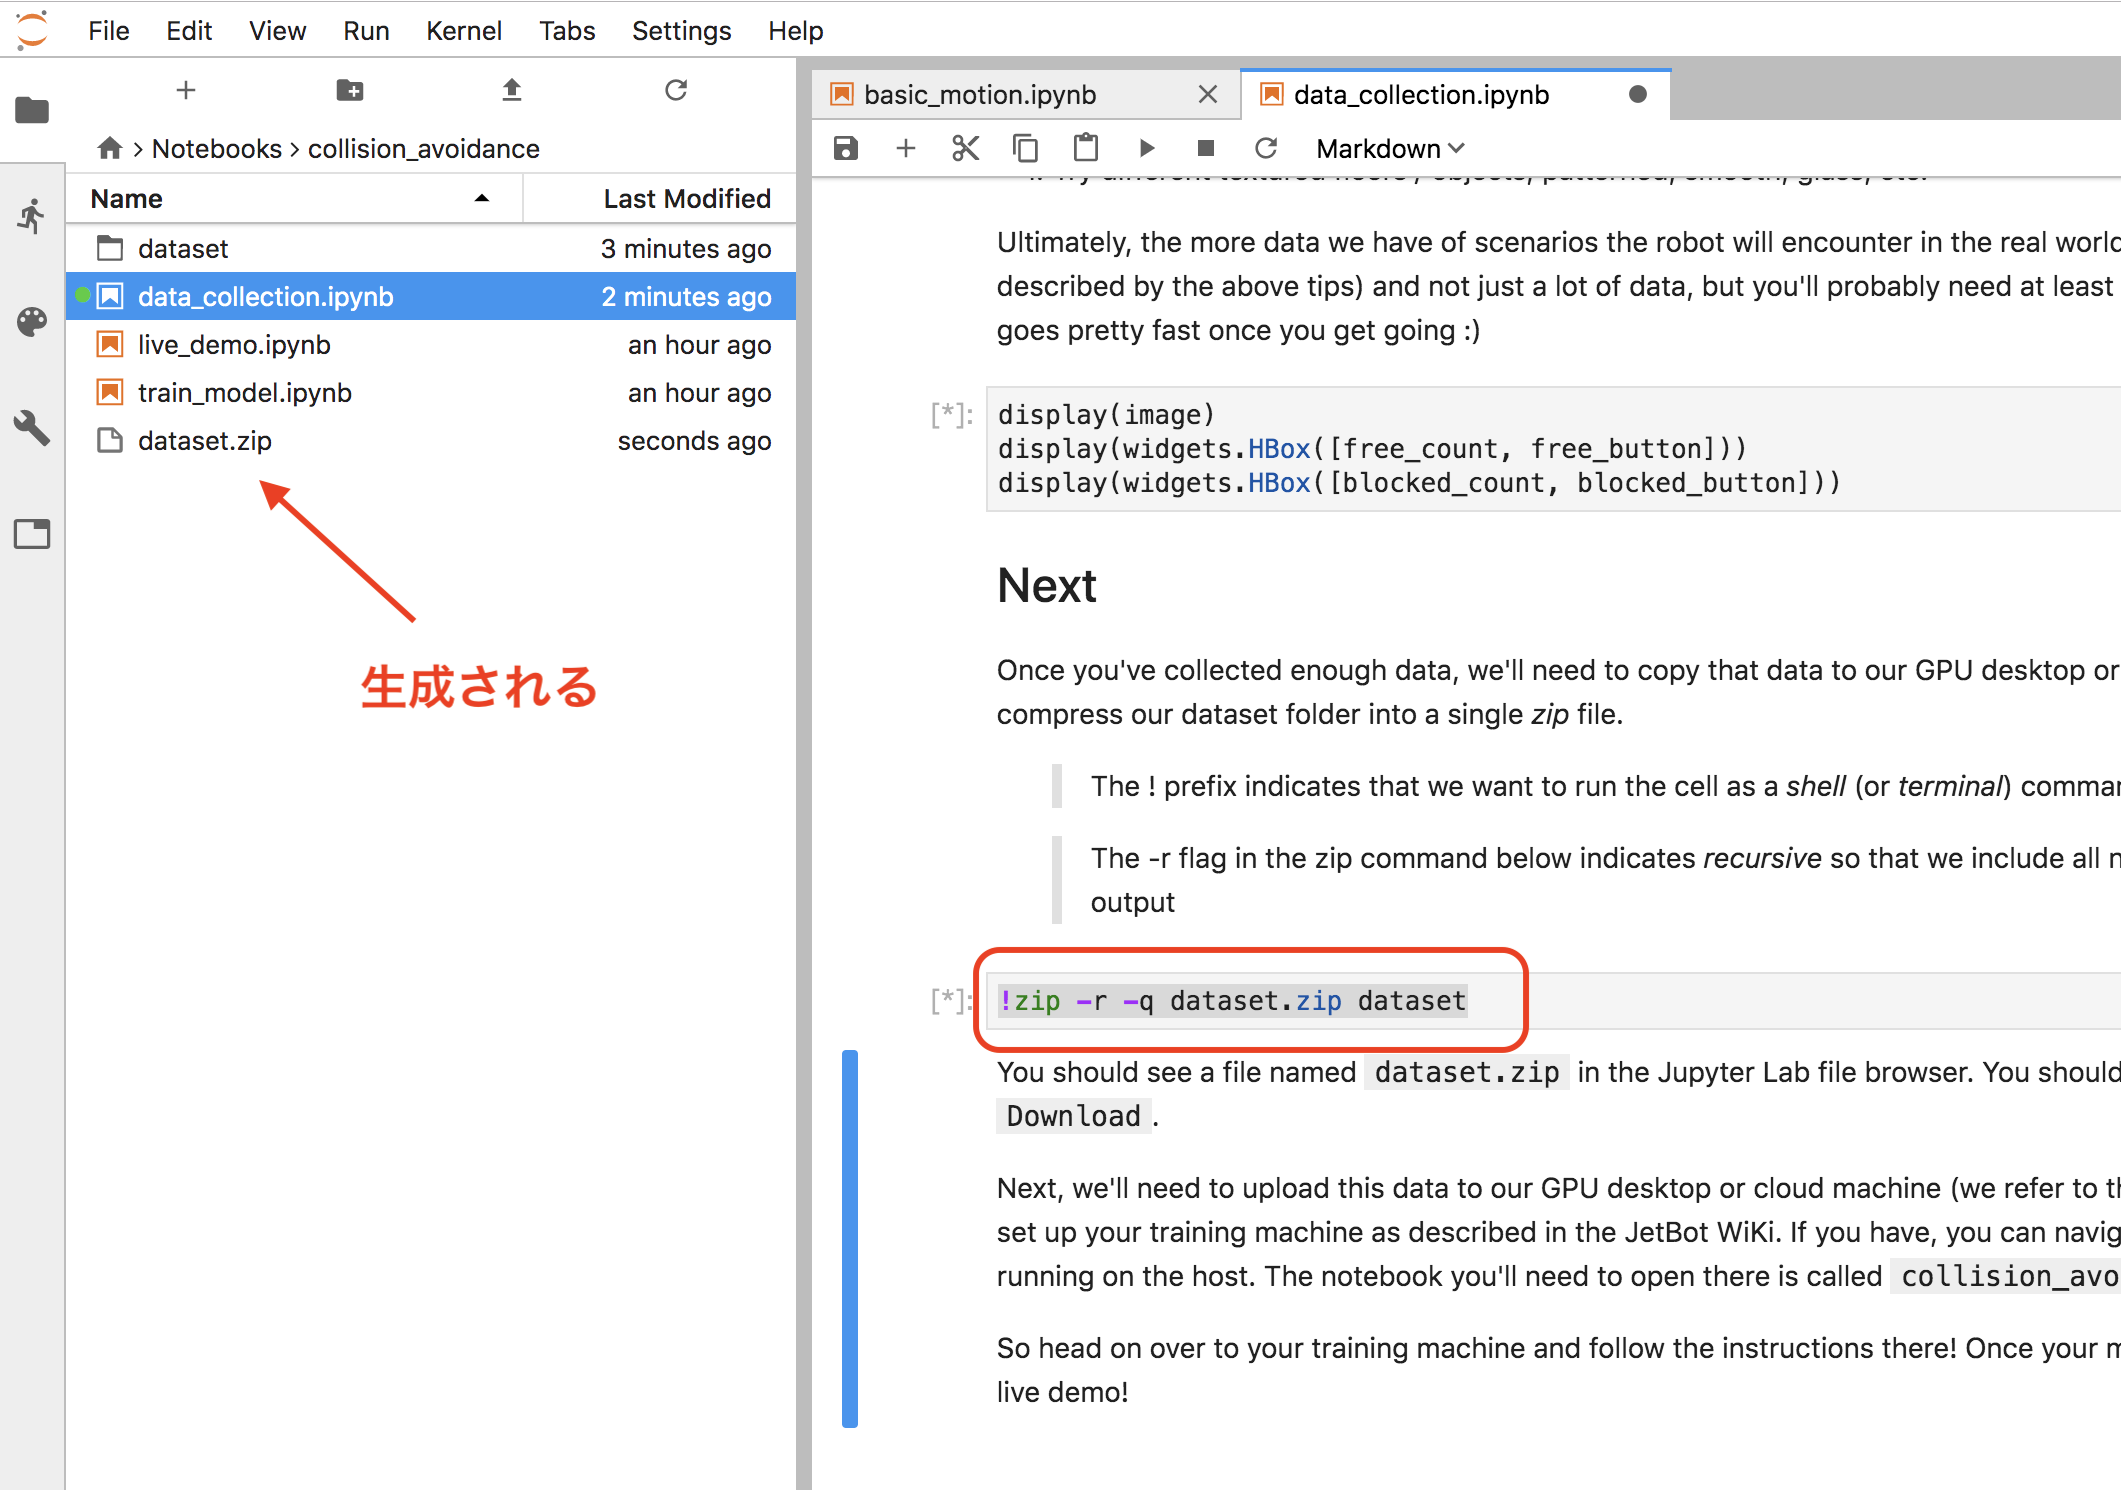 File Edit View Run Kernel Tabs Settings Help
Notebooks > collision_avoidance
Name Last Modified
dataset 3 minutes ago
data_collection.ipynb 2 minutes ago
live_demo.ipynb an hour ago
train_model.ipynb an hour ago
dataset.zip seconds ago
生成される
basic_motion.ipynb
data_collection.ipynb
Markdown
Ultimately, the more data we have of scenarios the robot will encounter in the real world
described by the above tips) and not just a lot of data, but you'll probably need at least
goes pretty fast once you get going :)
[*]:
display(image)
display(widgets.HBox([free_count, free_button]))
display(widgets.HBox([blocked_count, blocked_button]))
Next
Once you've collected enough data, we'll need to copy that data to our GPU desktop or
compress our dataset folder into a single zip file.
The ! prefix indicates that we want to run the cell as a shell (or terminal)
The -r flag in the zip command below indicates recursive so that we include all
output
[*]:
!zip -r -q dataset.zip dataset
You should see a file named dataset.zip in the Jupyter Lab file browser. You should
Download.
Next, we'll need to upload this data to our GPU desktop or cloud machine (we refer to
set up your training machine as described in the JetBot WiKi. If you have, you can
running on the host. The notebook you'll need to open there is called collision_avo
So head on over to your training machine and follow the instructions there! Once your
live demo!